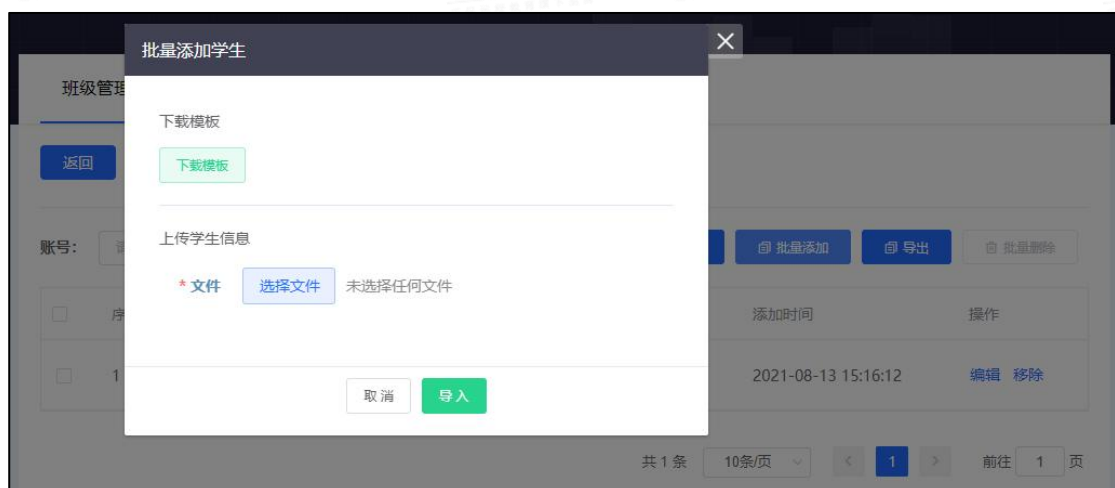 批量添加学生
班级管理
下载模板
下载模板
返回
上传学生信息
账号：
批量添加
导出
批量删除
* 文件
选择文件
未选择任何文件
序
添加时间
操作
1
2021-08-13 15:16:12
编辑 移除
取消
导入
共 1 条
10条/页
<
1
>
前往 1 页